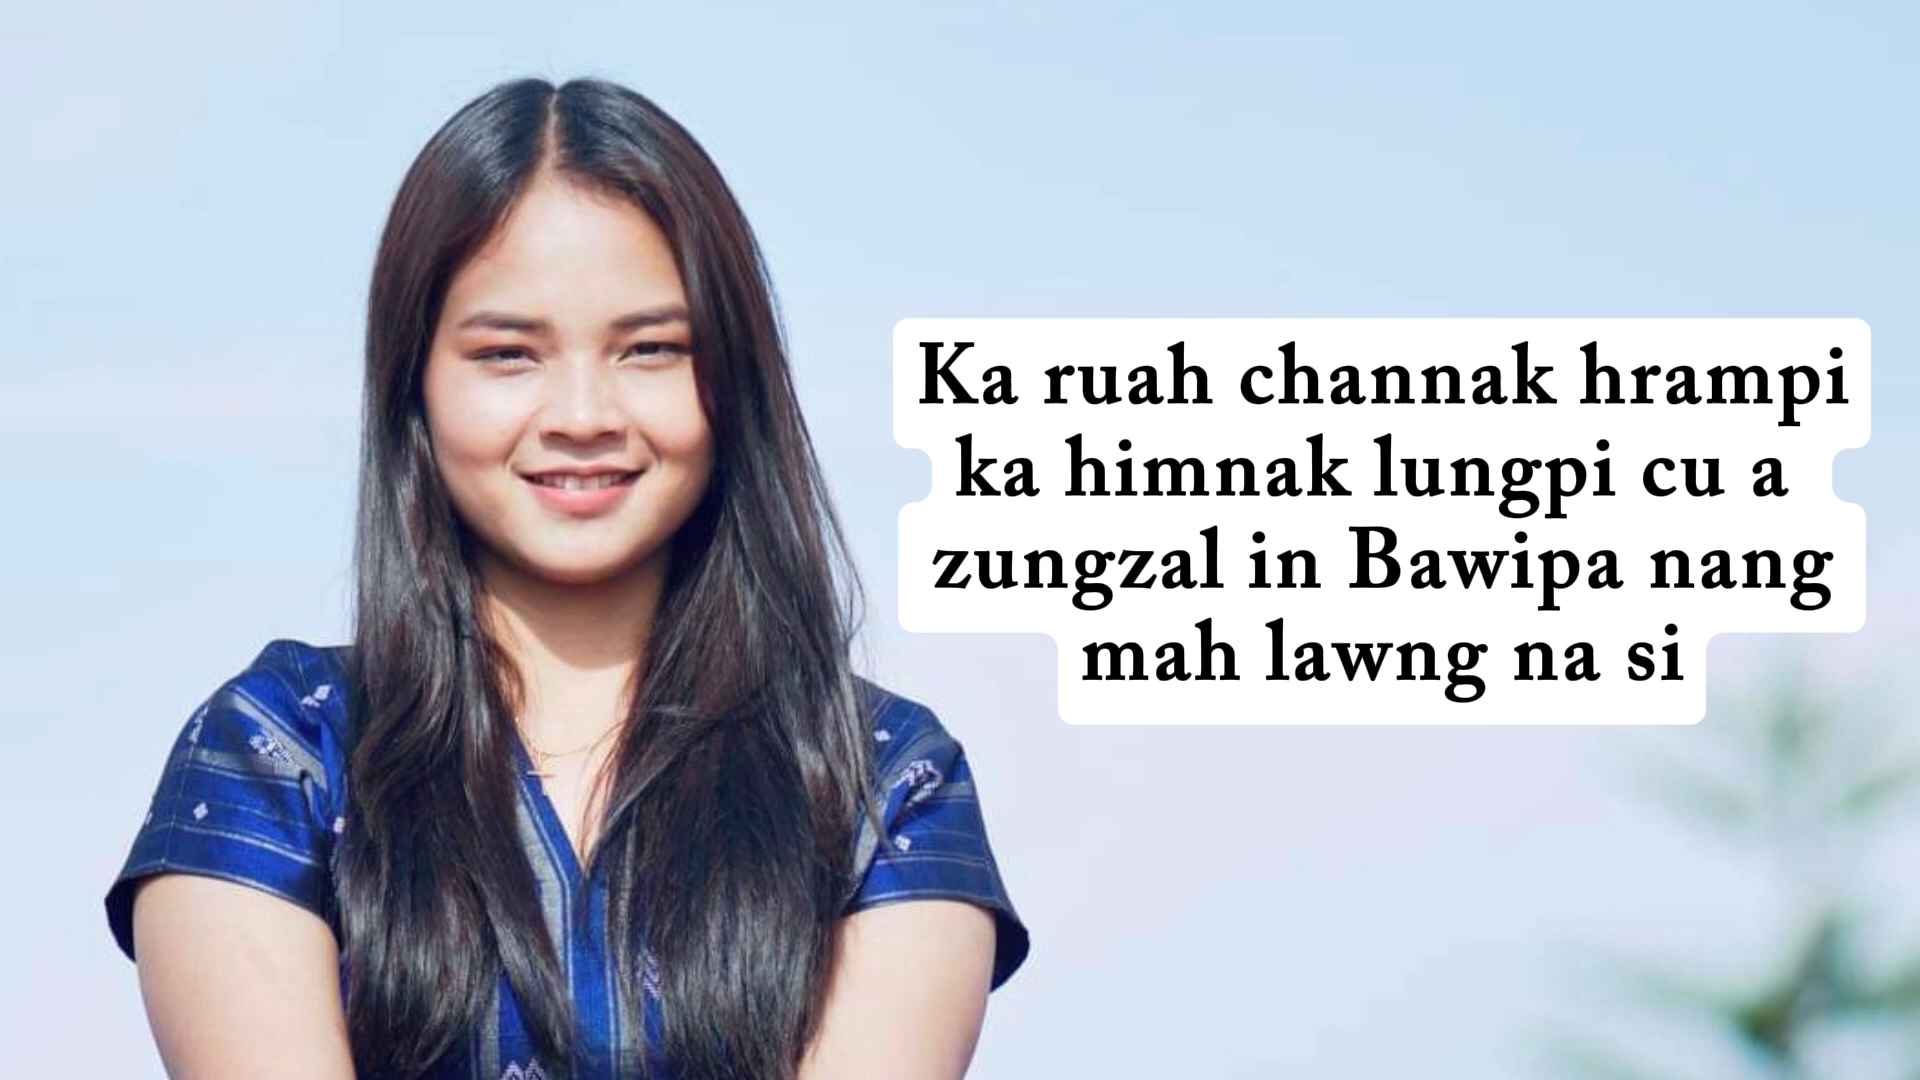 Ka ruah channak hrampi
ka himnak lungpi cu a
zungzal in Bawipa nang
mah lawng na si